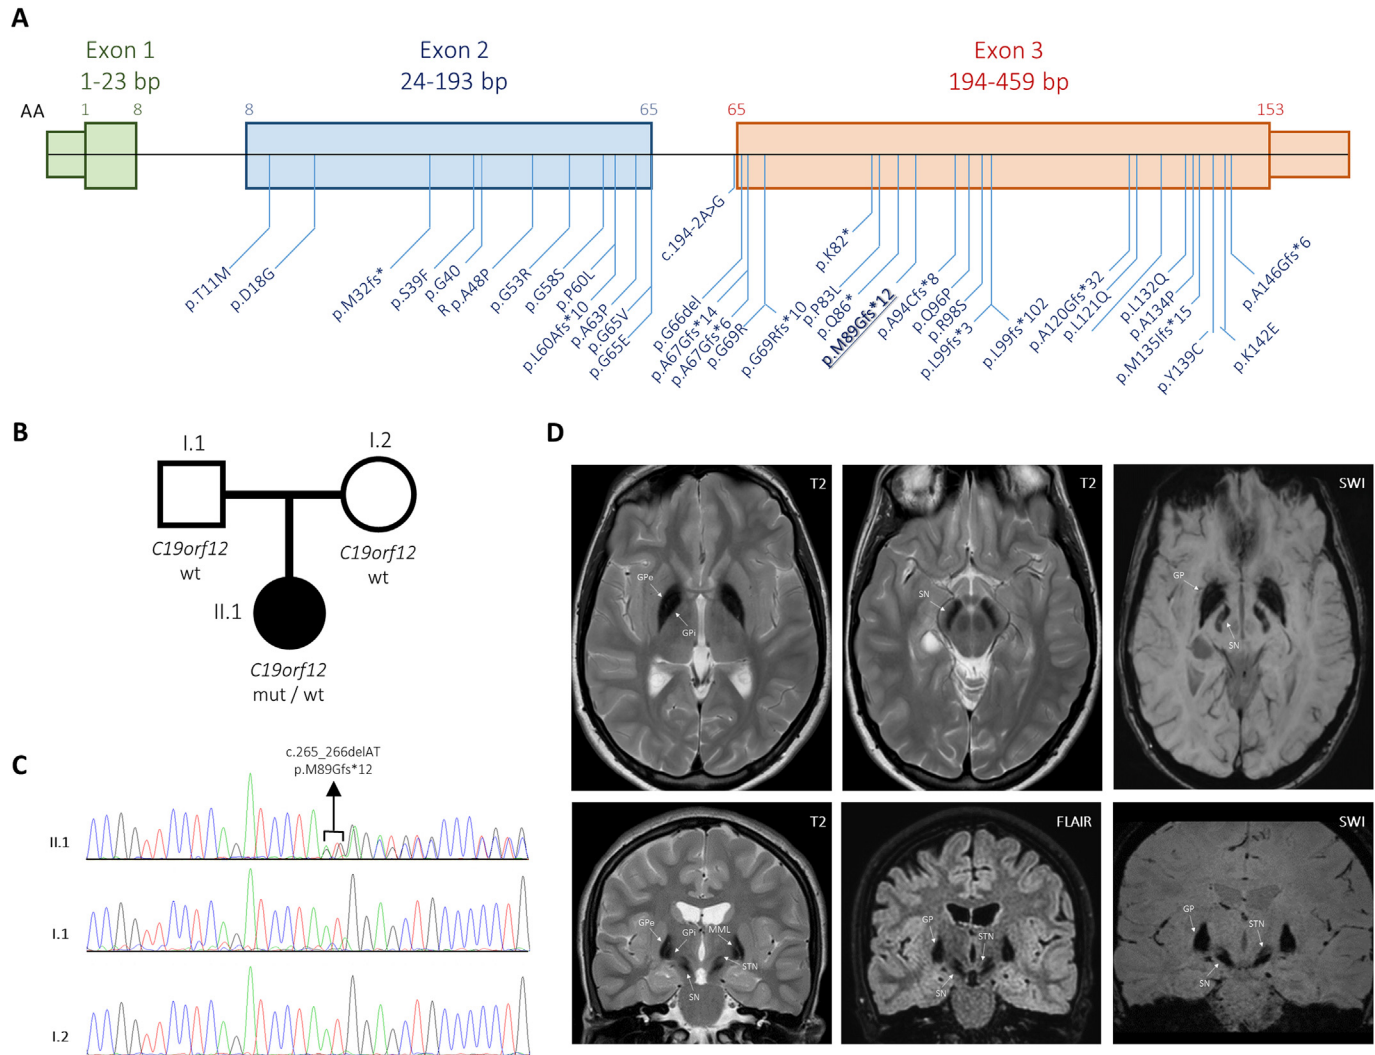 A
Exon 1
1-23 bp
Exon 2
24-193 bp
Exon 3
194-459 bp
AA
1
8
8
65
65
153
p.T11M
p.D18G
p.M32fs*
p.S39F
p.G40
R
p.A48P
p.G53R
p.G58S
p.P60L
p.L60Afs*10
p.A63P
p.G65V
p.G65E
c.194-2A>G
p.G66del
p.A67Gfs*14
p.A67Gfs*6
p.G69R
p.G69Rfs*10
p.K82*
p.P83L
p.Q86*
p.M89Gfs*12
p.A94Cfs*8
p.Q96P
p.R98S
p.L99fs*3
p.L99fs*102
p.A120Gfs*32
p.L121Q
p.L132Q
p.A134P
p.M135Ifs*15
p.Y139C
p.K142E
p.A146Gfs*6
B
I.1
I.2
C19orf12
wt
C19orf12
wt
II.1
C19orf12
mut / wt
C
c.265_266delAT
p.M89Gfs*12
II.1
I.1
I.2
D
T2
GPe
GPi
T2
SN
SWI
GP
SN
T2
GPe
GPi
MML
STN
SN
FLAIR
GP
STN
SN
SWI
GP
STN
SN